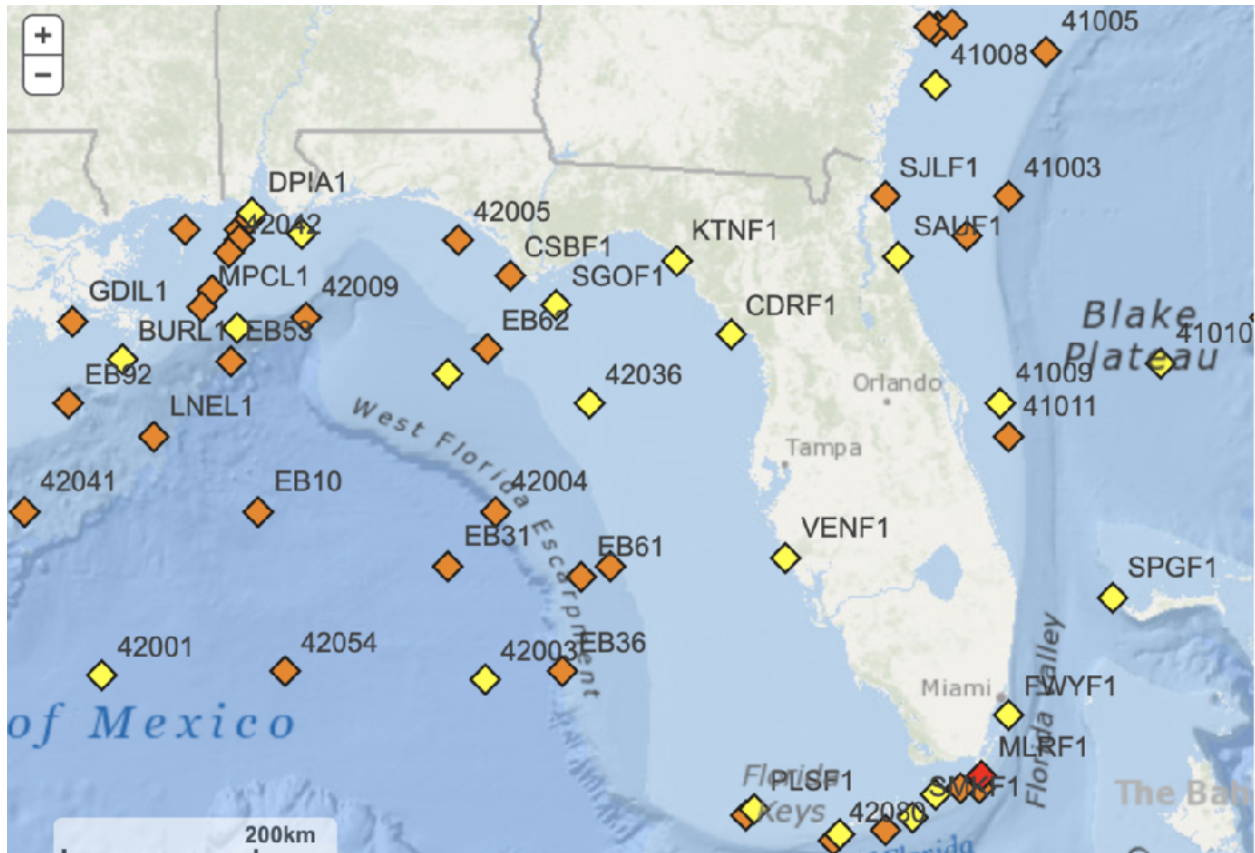 +
−
41005
41008
DPIA1
SJLF1
41003
42042
42005
KTNF1
SAUF1
CSBF1
MPCL1
SGOF1
GDIL1
42009
CDRF1
Blake
Plateau
BURL1
EB53
EB62
41010
EB92
42036
41009
Orlando
LNEL1
41011
West Florida Escarpment
Tampa
42041
EB10
42004
VENF1
EB31
EB61
SPGF1
42001
42054
42003
EB36
Miami
FWYF1
of Mexico
Florida Valley
MLRF1
Florida
Keys
PLSF1
SMKF1
The Bah
42080
200km
Florida